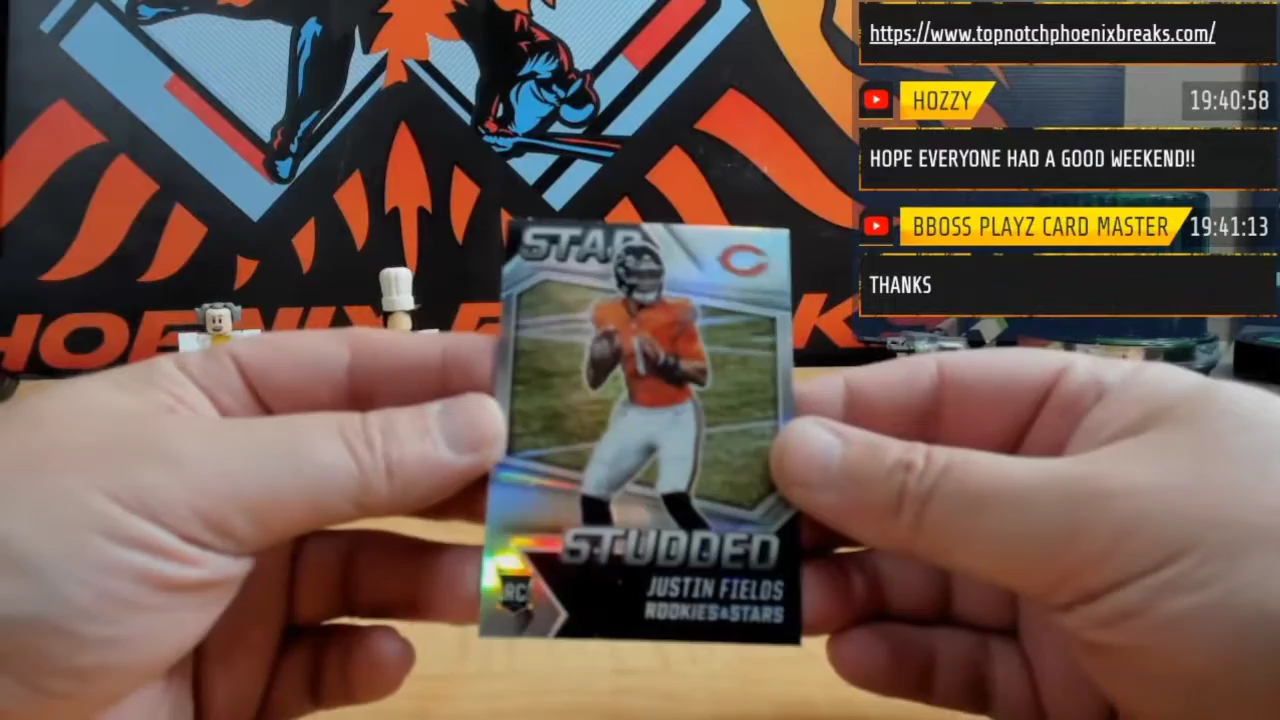 https://www.topnotchphoenixbreaks.com/
HOZZY
19:40:58
HOPE EVERYONE HAD A GOOD WEEKEND!!
BBOSS PLAYZ CARD MASTER
19:41:13
THANKS
STAR
STUDDED
JUSTIN FIELDS
ROOKIES&STARS
RC
1